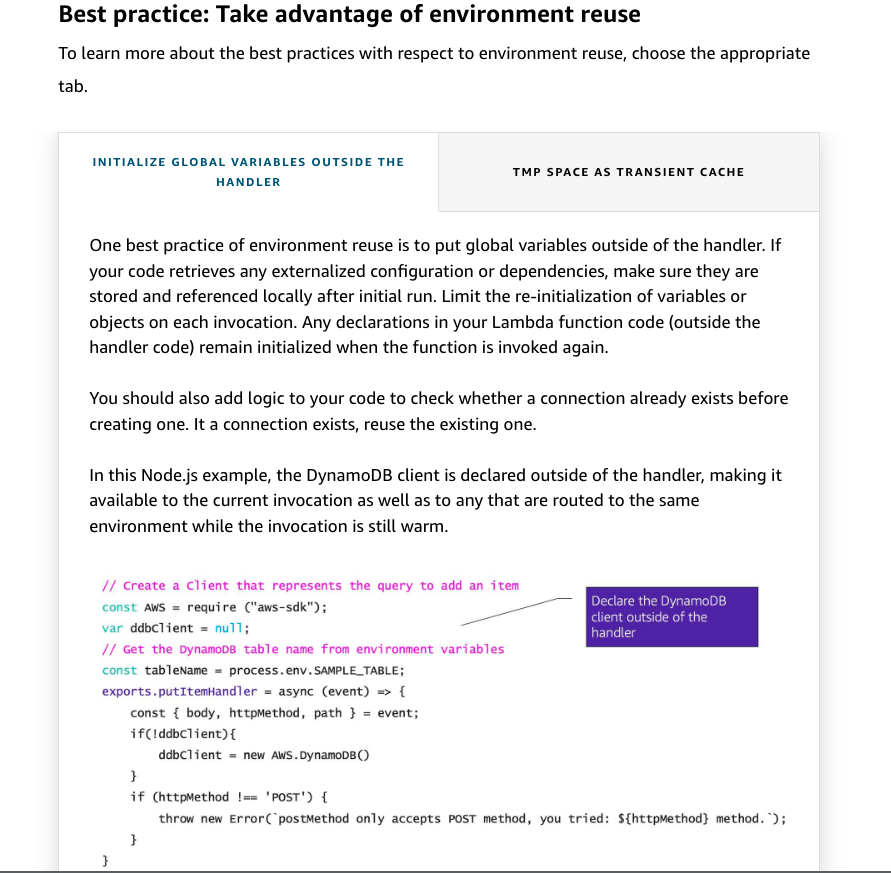 Best practice: Take advantage of environment reuse
To learn more about the best practices with respect to environment reuse, choose the appropriate
tab.
INITIALIZE GLOBAL VARIABLES OUTSIDE THE
HANDLER
TMP SPACE AS TRANSIENT CACHE
One best practice of environment reuse is to put global variables outside of the handler. If
your code retrieves any externalized configuration or dependencies, make sure they are
stored and referenced locally after initial run. Limit the re-initialization of variables or
objects on each invocation. Any declarations in your Lambda function code (outside the
handler code) remain initialized when the function is invoked again.
You should also add logic to your code to check whether a connection already exists before
creating one. It a connection exists, reuse the existing one.
In this Node.js example, the DynamoDB client is declared outside of the handler, making it
available to the current invocation as well as to any that are routed to the same
environment while the invocation is still warm.
// Create a Client that represents the query to add an item
const AWS = require ("aws-sdk");
var ddbClient = null;
// Get the DynamoDB table name from environment variables
const tableName = process.env.SAMPLE_TABLE;
exports.putItemHandler = async (event) => {
    const { body, httpMethod, path } = event;
    if(!ddbClient){
        ddbClient = new AWS.DynamoDB()
    }
    if (httpMethod !== 'POST') {
        throw new Error(`postMethod only accepts POST method, you tried: ${httpMethod} method.`);
    }
}
Declare the DynamoDB
client outside of the
handler